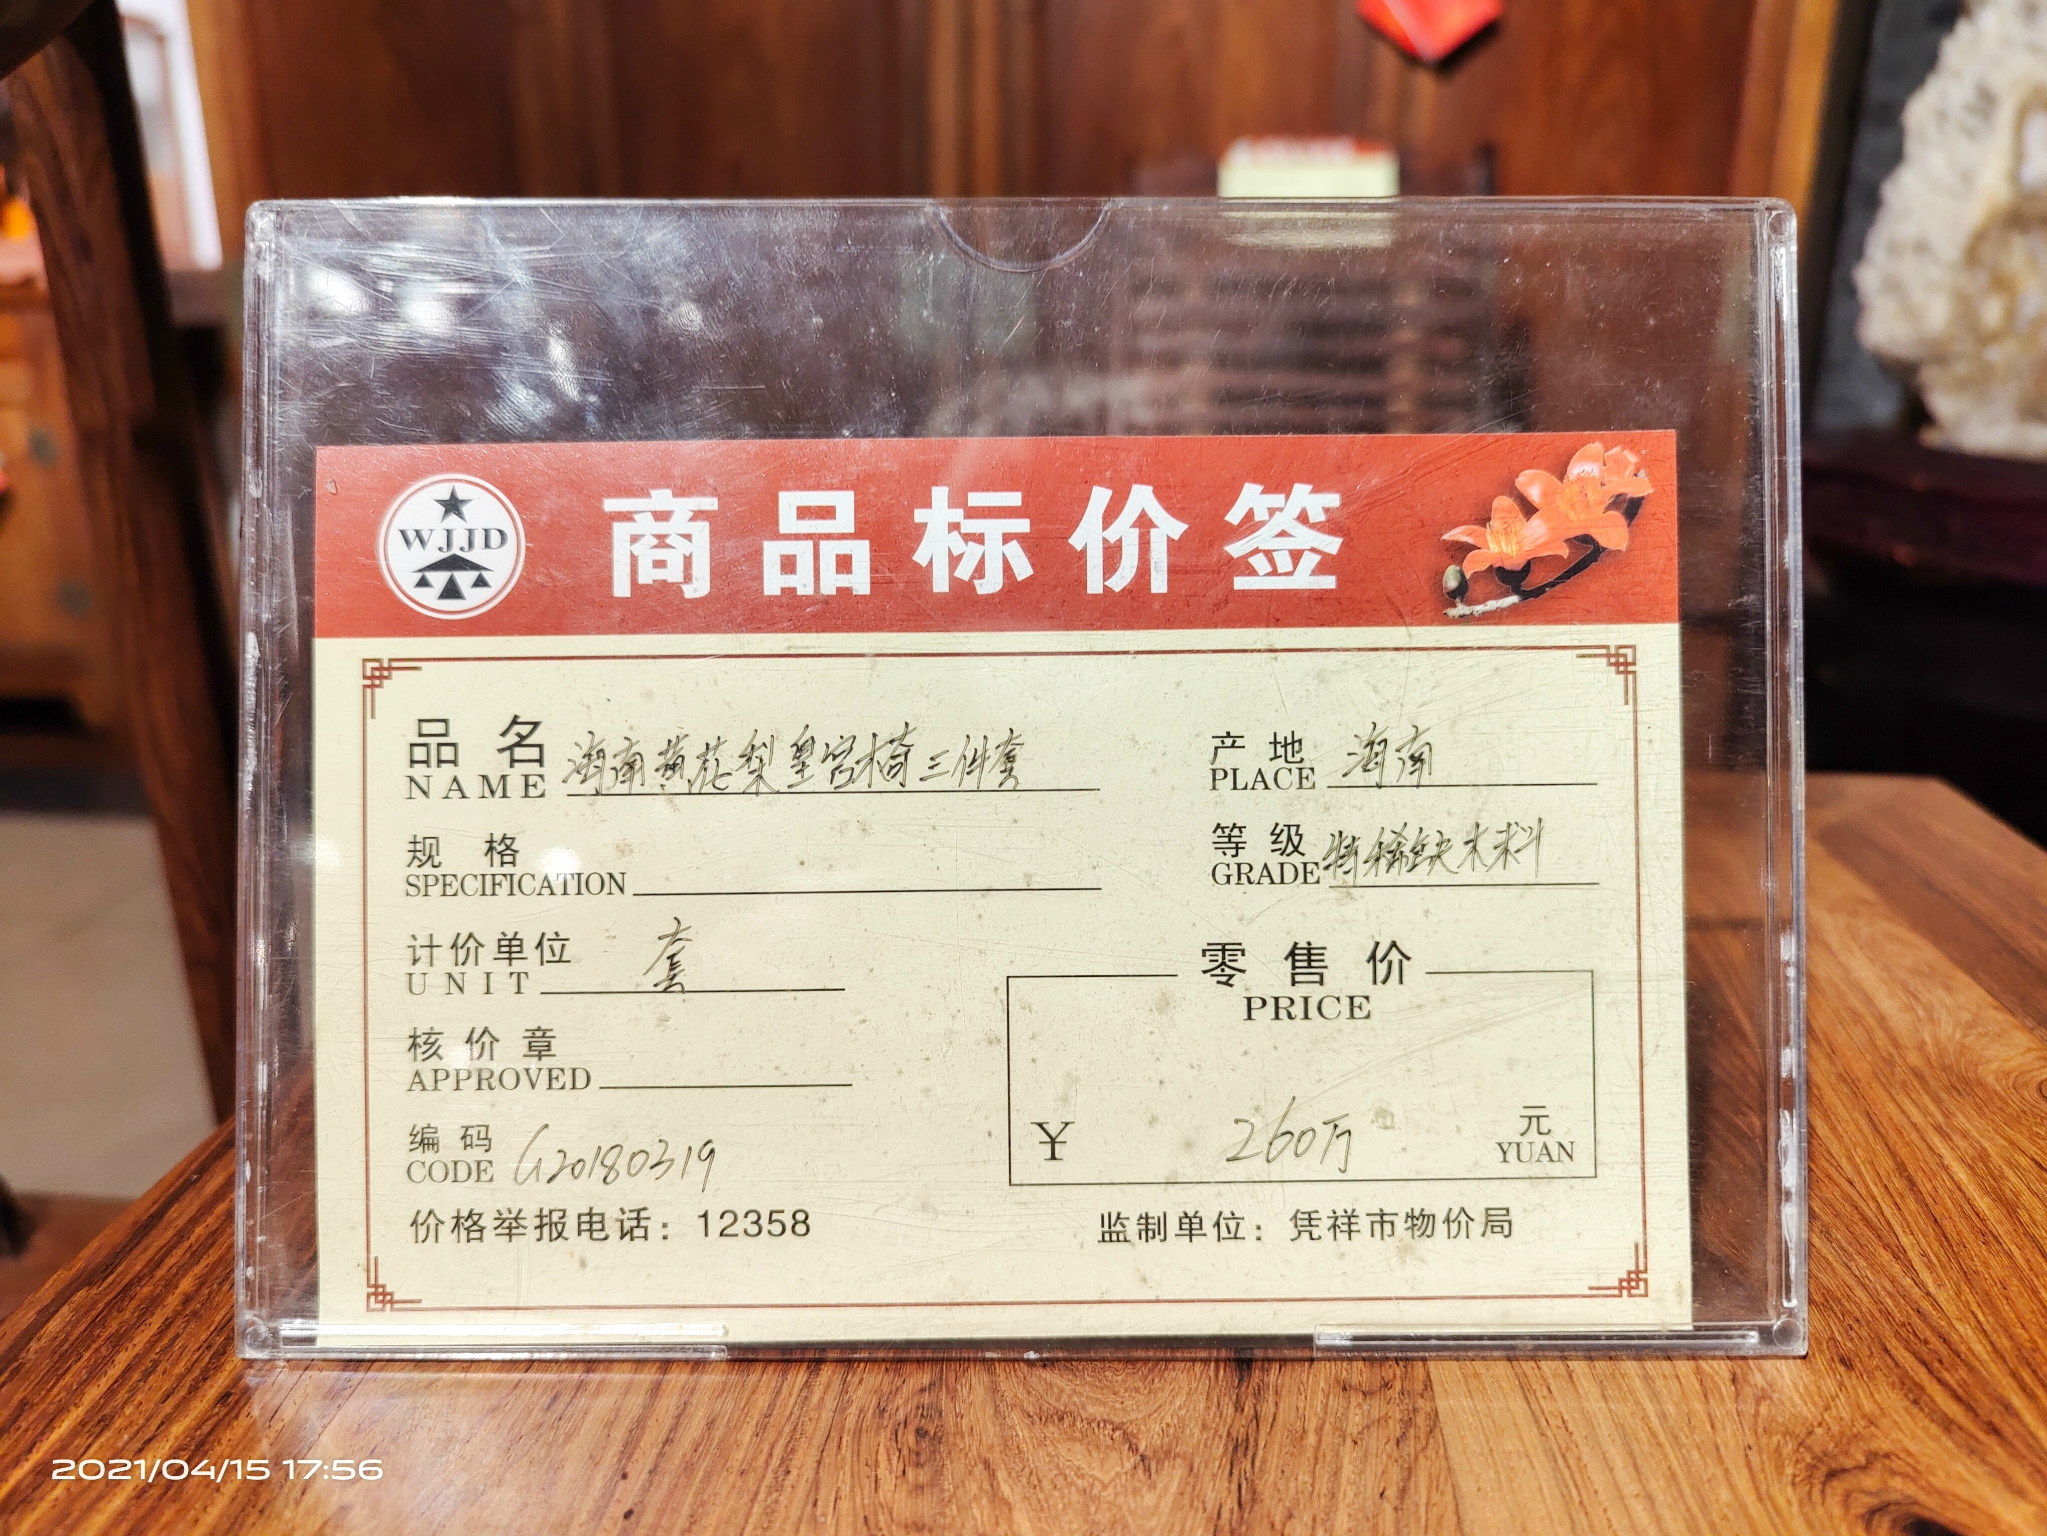 WJJD
商品标价签
品名 海南黄花梨皇宫椅三件套
NAME
产地 海南
PLACE
规格
SPECIFICATION
等级 特稀缺木料
GRADE
计价单位 套
UNIT
零售价
PRICE
核价章
APPROVED
¥ 260万 元
YUAN
编码 G20180319
CODE
价格举报电话：12358
监制单位：凭祥市物价局
2021/04/15 17:56